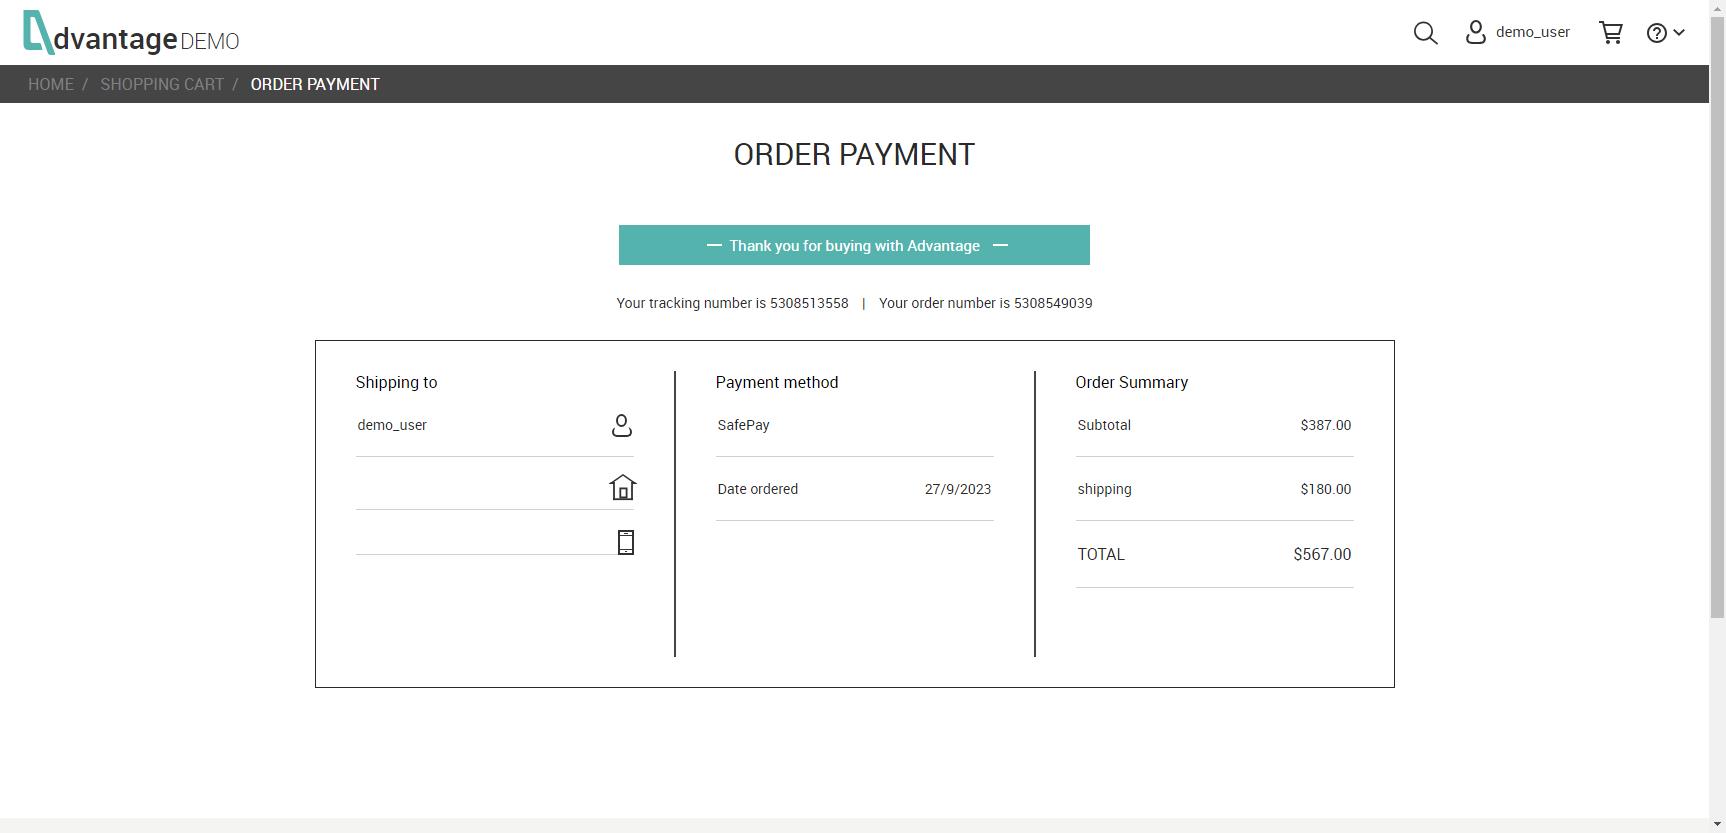 dvantage DEMO
demo_user
HOME / SHOPPING CART / ORDER PAYMENT
ORDER PAYMENT
— Thank you for buying with Advantage —
Your tracking number is 5308513558 | Your order number is 5308549039
Shipping to
demo_user
Payment method
SafePay
Date ordered 27/9/2023
Order Summary
Subtotal $387.00
shipping $180.00
TOTAL $567.00